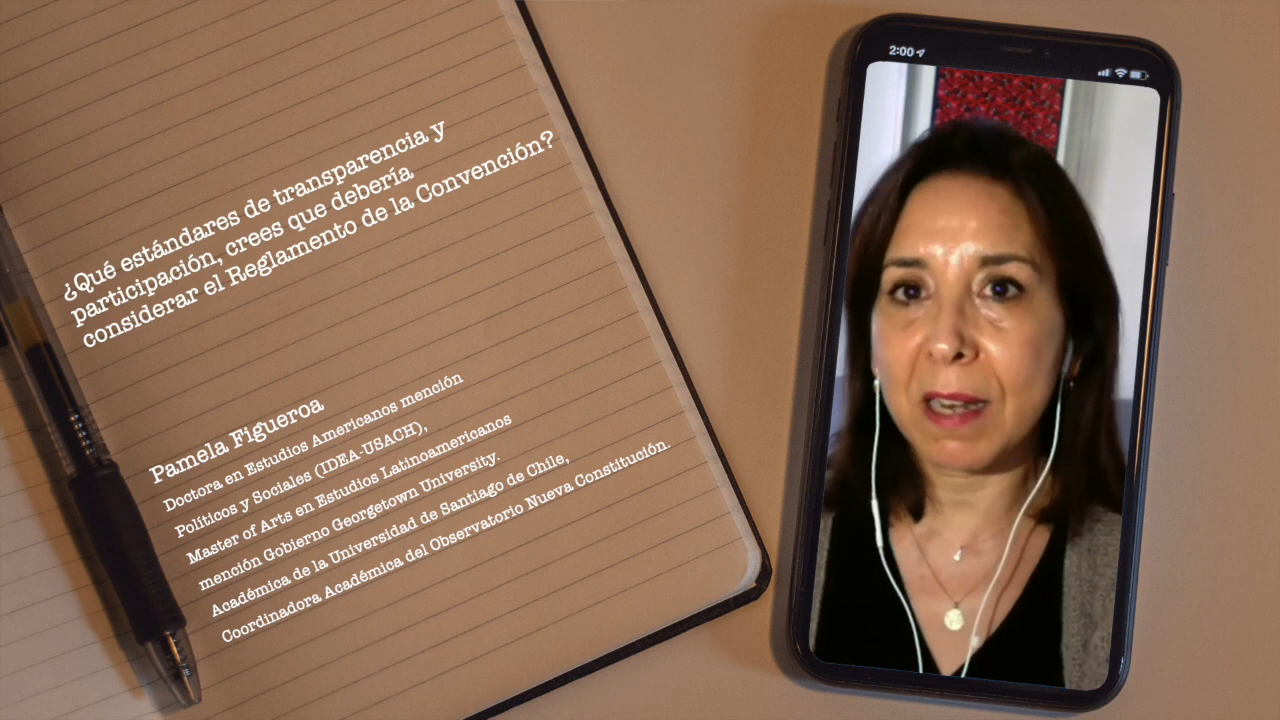 ¿Qué estándares de transparencia y
participación, crees que debería
considerar el Reglamento de la Convención?
Pamela Figueroa
Doctora en Estudios Americanos mención
Políticos y Sociales (IDEA-USACH),
Master of Arts en Estudios Latinoamericanos
mención Gobierno Georgetown University.
Académica de la Universidad de Santiago de Chile,
Coordinadora Académica del Observatorio Nueva Constitución.
2:00